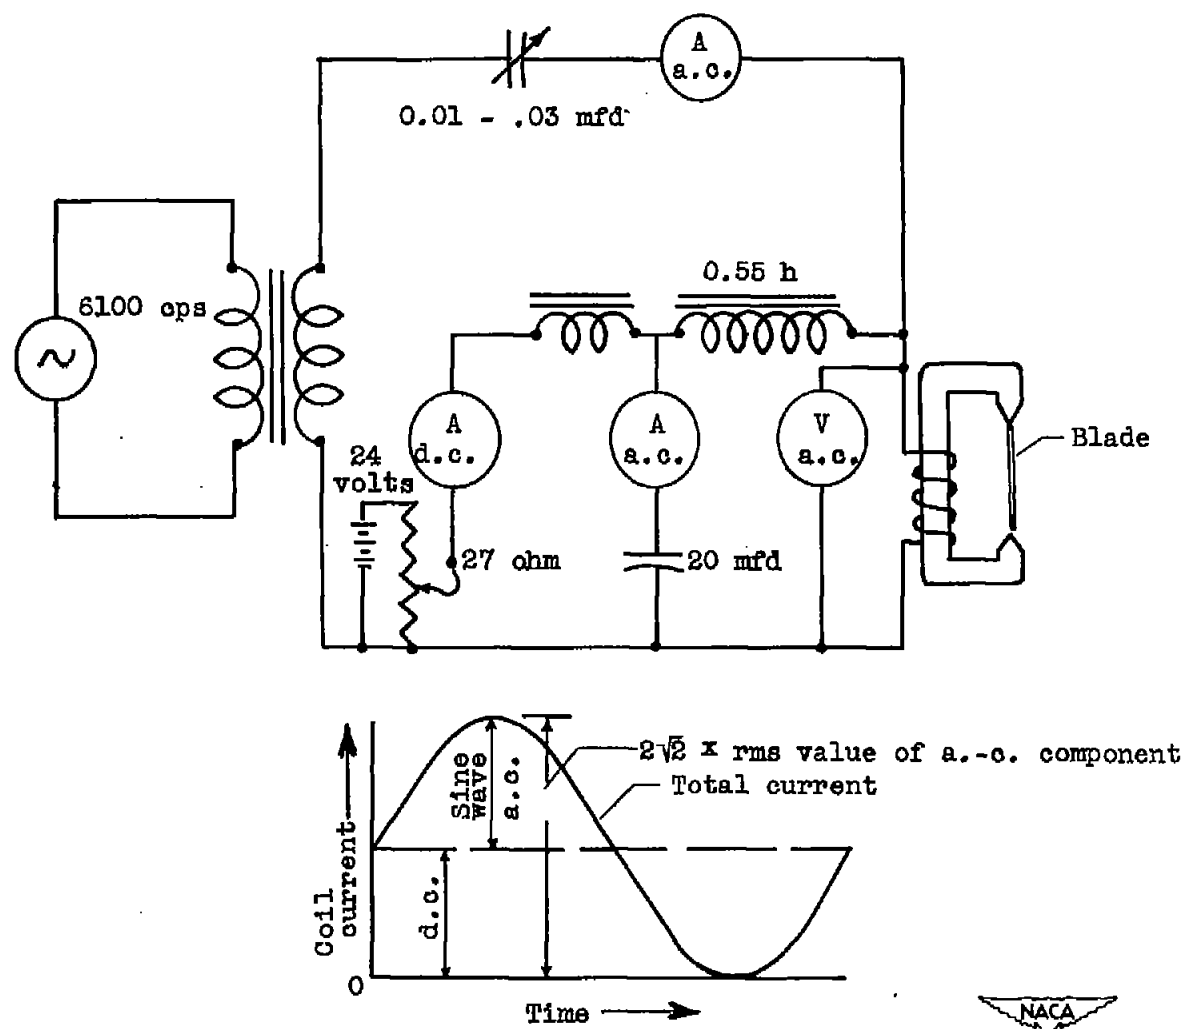 A
a.c.
0.01 - .03 mfd
0.55 h
6100 cps
A
d.c.
A
a.c.
V
a.c.
Blade
24
volts
27 ohm
20 mfd
2√2 x rms value of a.-c. component
Total current
Sine
wave
a.c.
d.c.
Coil
current
0
Time
NACA